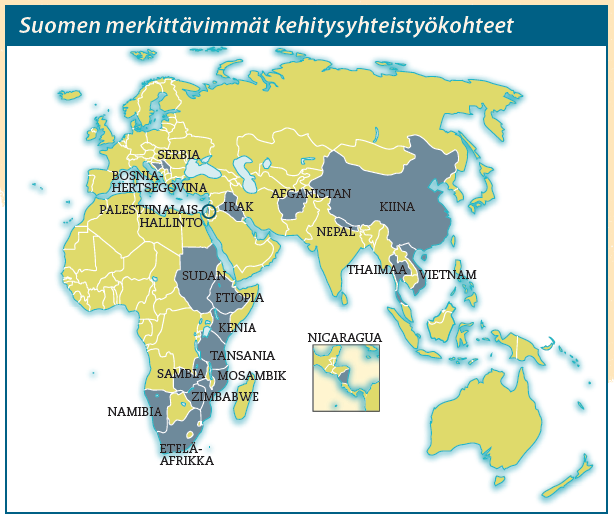 Suomen merkittävimmät kehitysyhteistyökohteet
SERBIA
BOSNIA-
HERTSEGOVINA
PALESTIINALAIS-
HALLINTO
IRAK
AFGANISTAN
KIINA
NEPAL
THAIMAA
VIETNAM
SUDAN
ETIOPIA
KENIA
TANSANIA
SAMBIA
MOSAMBIK
ZIMBABWE
NAMIBIA
ETELÄ-
AFRIKKA
NICARAGUA